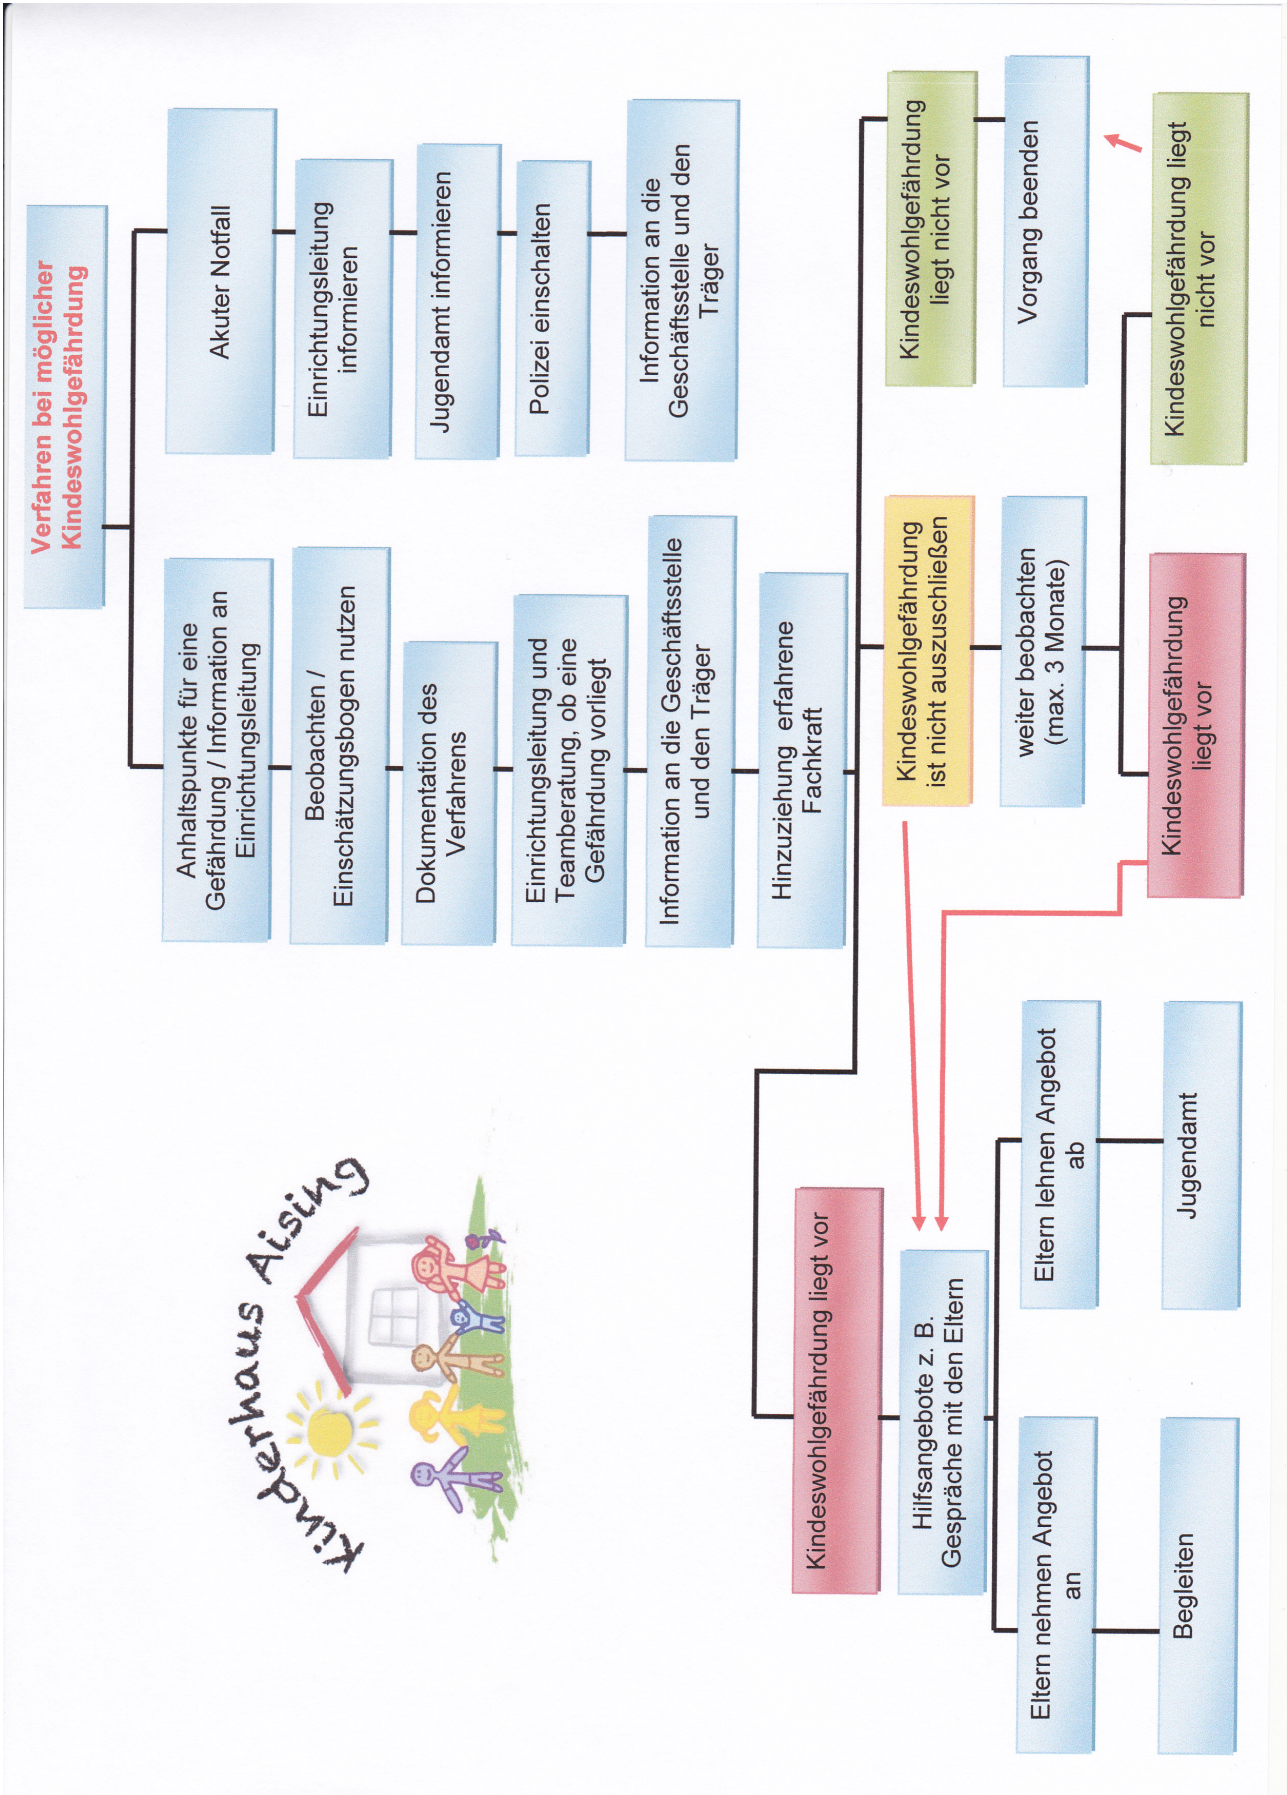 Kinderhaus Aising
Verfahren bei möglicher
Kindeswohlgefährdung
Anhaltspunkte für eine
Gefährdung / Information an
Einrichtungsleitung
Beobachten /
Einschätzungsbogen nutzen
Dokumentation des
Verfahrens
Einrichtungsleitung und
Teamberatung, ob eine
Gefährdung vorliegt
Information an die Geschäftsstelle
und den Träger
Hinzuziehung erfahrene
Fachkraft
Akuter Notfall
Einrichtungsleitung
informieren
Jugendamt informieren
Polizei einschalten
Information an die
Geschäftsstelle und den
Träger
Kindeswohlgefährdung liegt vor
Hilfsangebote z. B.
Gespräche mit den Eltern
Eltern nehmen Angebot
an
Begleiten
Eltern lehnen Angebot
ab
Jugendamt
Kindeswohlgefährdung
ist nicht auszuschließen
weiter beobachten
(max. 3 Monate)
Kindeswohlgefährdung
liegt vor
Kindeswohlgefährdung liegt
nicht vor
Kindeswohlgefährdung
liegt nicht vor
Vorgang beenden